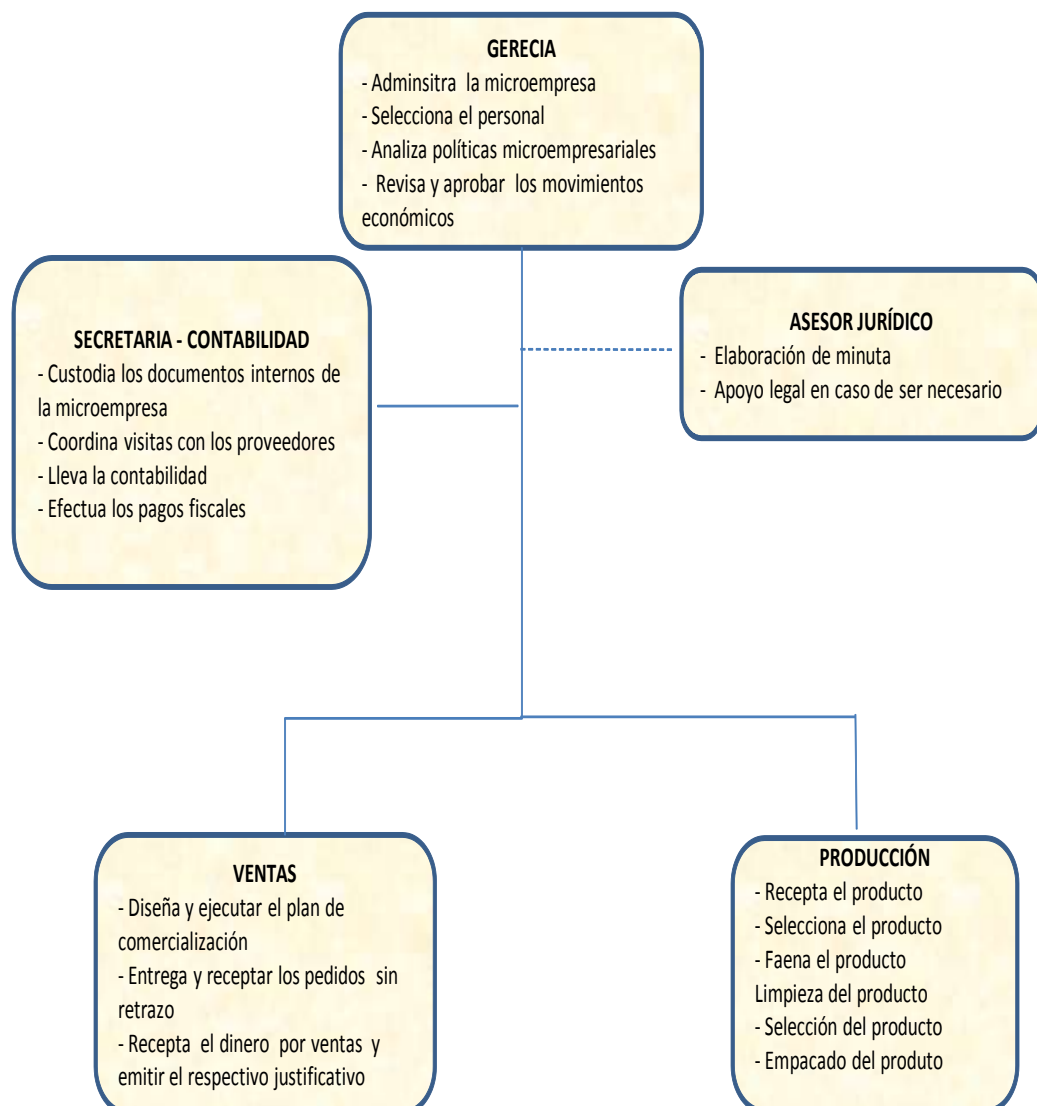 GERECIA
- Adminsitra la microempresa
- Selecciona el personal
- Analiza políticas microempresariales
- Revisa y aprobar los movimientos
económicos
SECRETARIA - CONTABILIDAD
- Custodia los documentos internos de
la microempresa
- Coordina visitas con los proveedores
- Lleva la contabilidad
- Efectua los pagos fiscales
ASESOR JURÍDICO
- Elaboración de minuta
- Apoyo legal en caso de ser necesario
VENTAS
- Diseña y ejecutar el plan de
comercialización
- Entrega y receptar los pedidos sin
retrazo
- Recepta el dinero por ventas y
emitir el respectivo justificativo
PRODUCCIÓN
- Recepta el producto
- Selecciona el producto
- Faena el producto
Limpieza del producto
- Selección del producto
- Empacado del produto